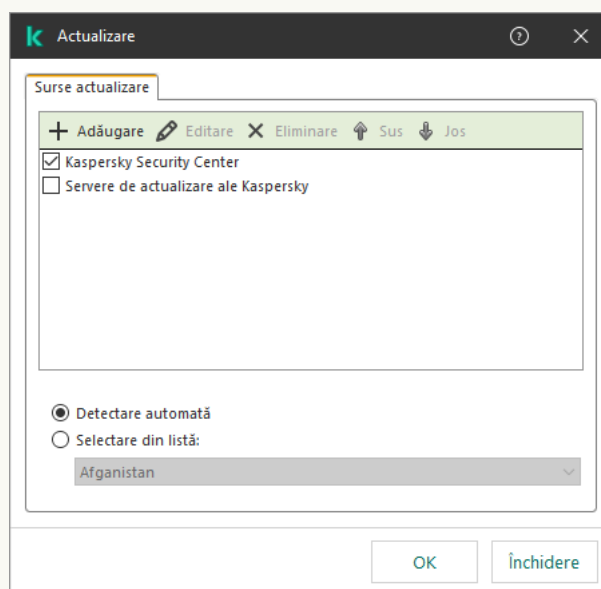 Actualizare
Surse actualizare
Adăugare Editare Eliminare Sus Jos
Kaspersky Security Center
Servere de actualizare ale Kaspersky
Detectare automată
Selectare din listă:
Afganistan
OK Închidere